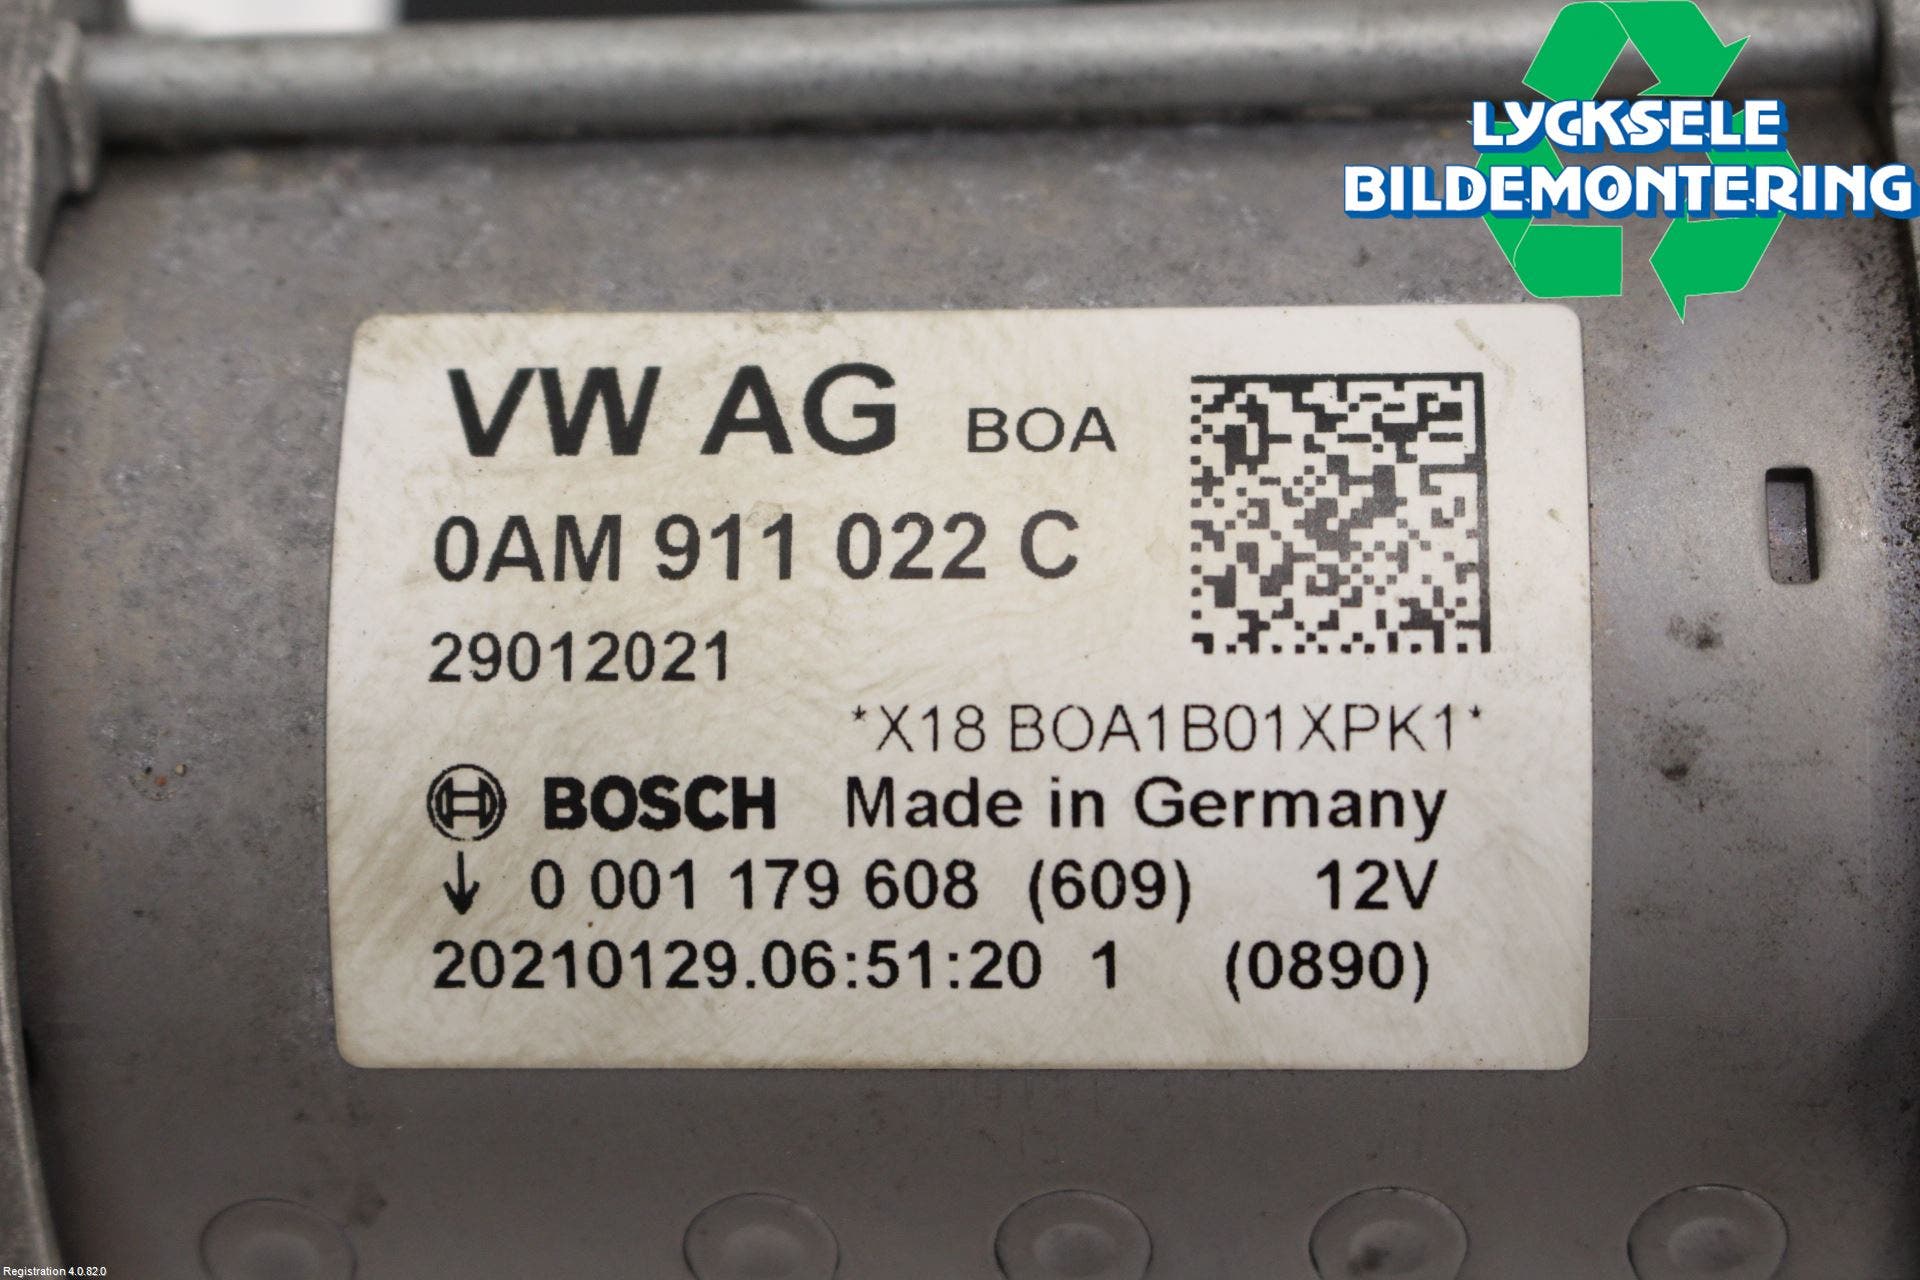 LYCKSELE
BILDEMONTERING
VW AG BOA
0AM 911 022 C
29012021
*X18 BOA1B01XPK1*
BOSCH Made in Germany
↓ 0 001 179 608 (609) 12V
20210129.06:51:20 1 (0890)
Registration 4.0.82.0